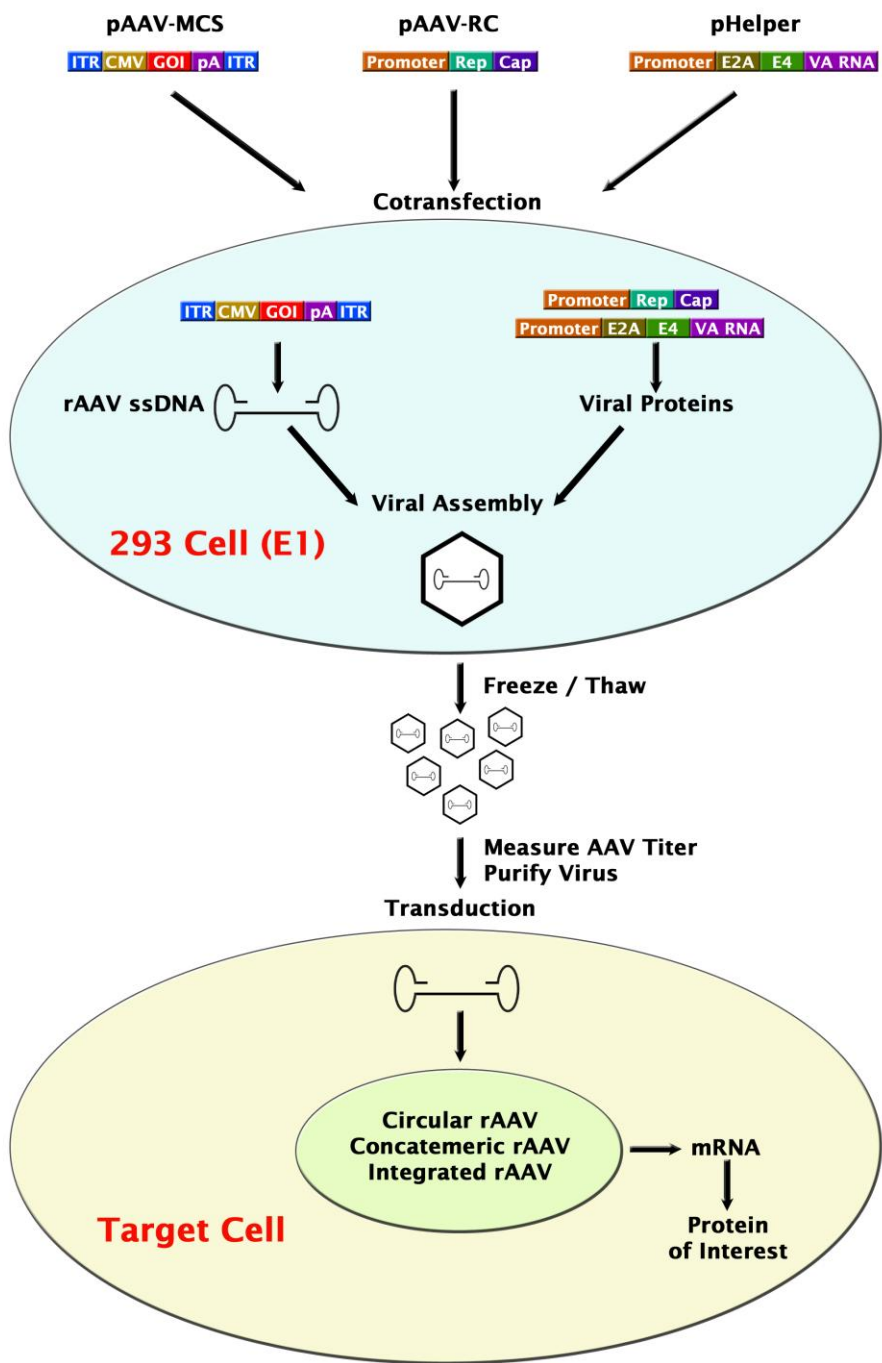 pAAV-MCS
pAAV-RC
pHelper
ITR CMV GOI pA ITR
Promoter Rep Cap
Promoter E2A E4 VA RNA
Cotransfection
ITR CMV GOI pA ITR
Promoter Rep Cap
Promoter E2A E4 VA RNA
rAAV ssDNA
Viral Proteins
Viral Assembly
293 Cell (E1)
Freeze / Thaw
Measure AAV Titer
Purify Virus
Transduction
Circular rAAV
Concatemeric rAAV
Integrated rAAV
mRNA
Protein
of Interest
Target Cell